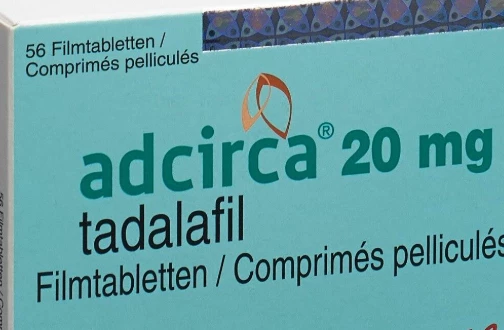 56 Filmtabletten /
Comprimés pelliculés
adcirca® 20 mg
tadalafil
Filmtabletten / Comprimés pelliculés